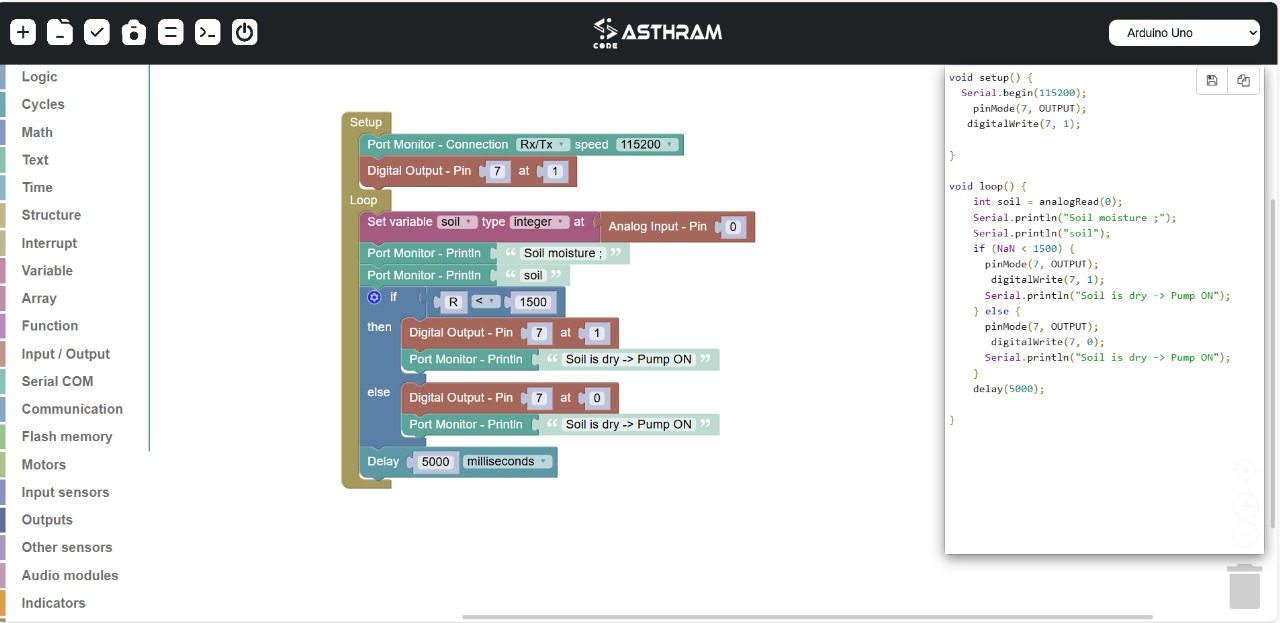 ASTHRAM
CODE
Arduino Uno
Logic
Cycles
Math
Text
Time
Structure
Interrupt
Variable
Array
Function
Input / Output
Serial COM
Communication
Flash memory
Motors
Input sensors
Outputs
Other sensors
Audio modules
Indicators
Setup
Port Monitor - Connection Rx/Tx speed 115200
Digital Output - Pin 7 at 1
Loop
Set variable soil type integer at Analog Input - Pin 0
Port Monitor - Println “ Soil moisture ; ”
Port Monitor - Println “ soil ”
if R < 1500
then Digital Output - Pin 7 at 1
Port Monitor - Println “ Soil is dry -> Pump ON ”
else Digital Output - Pin 7 at 0
Port Monitor - Println “ Soil is dry -> Pump ON ”
Delay 5000 milliseconds
void setup() {
Serial.begin(115200);
pinMode(7, OUTPUT);
digitalWrite(7, 1);
}
void loop() {
int soil = analogRead(0);
Serial.println("Soil moisture ;");
Serial.println("soil");
if (NaN < 1500) {
pinMode(7, OUTPUT);
digitalWrite(7, 1);
Serial.println("Soil is dry -> Pump ON");
} else {
pinMode(7, OUTPUT);
digitalWrite(7, 0);
Serial.println("Soil is dry -> Pump ON");
}
delay(5000);
}